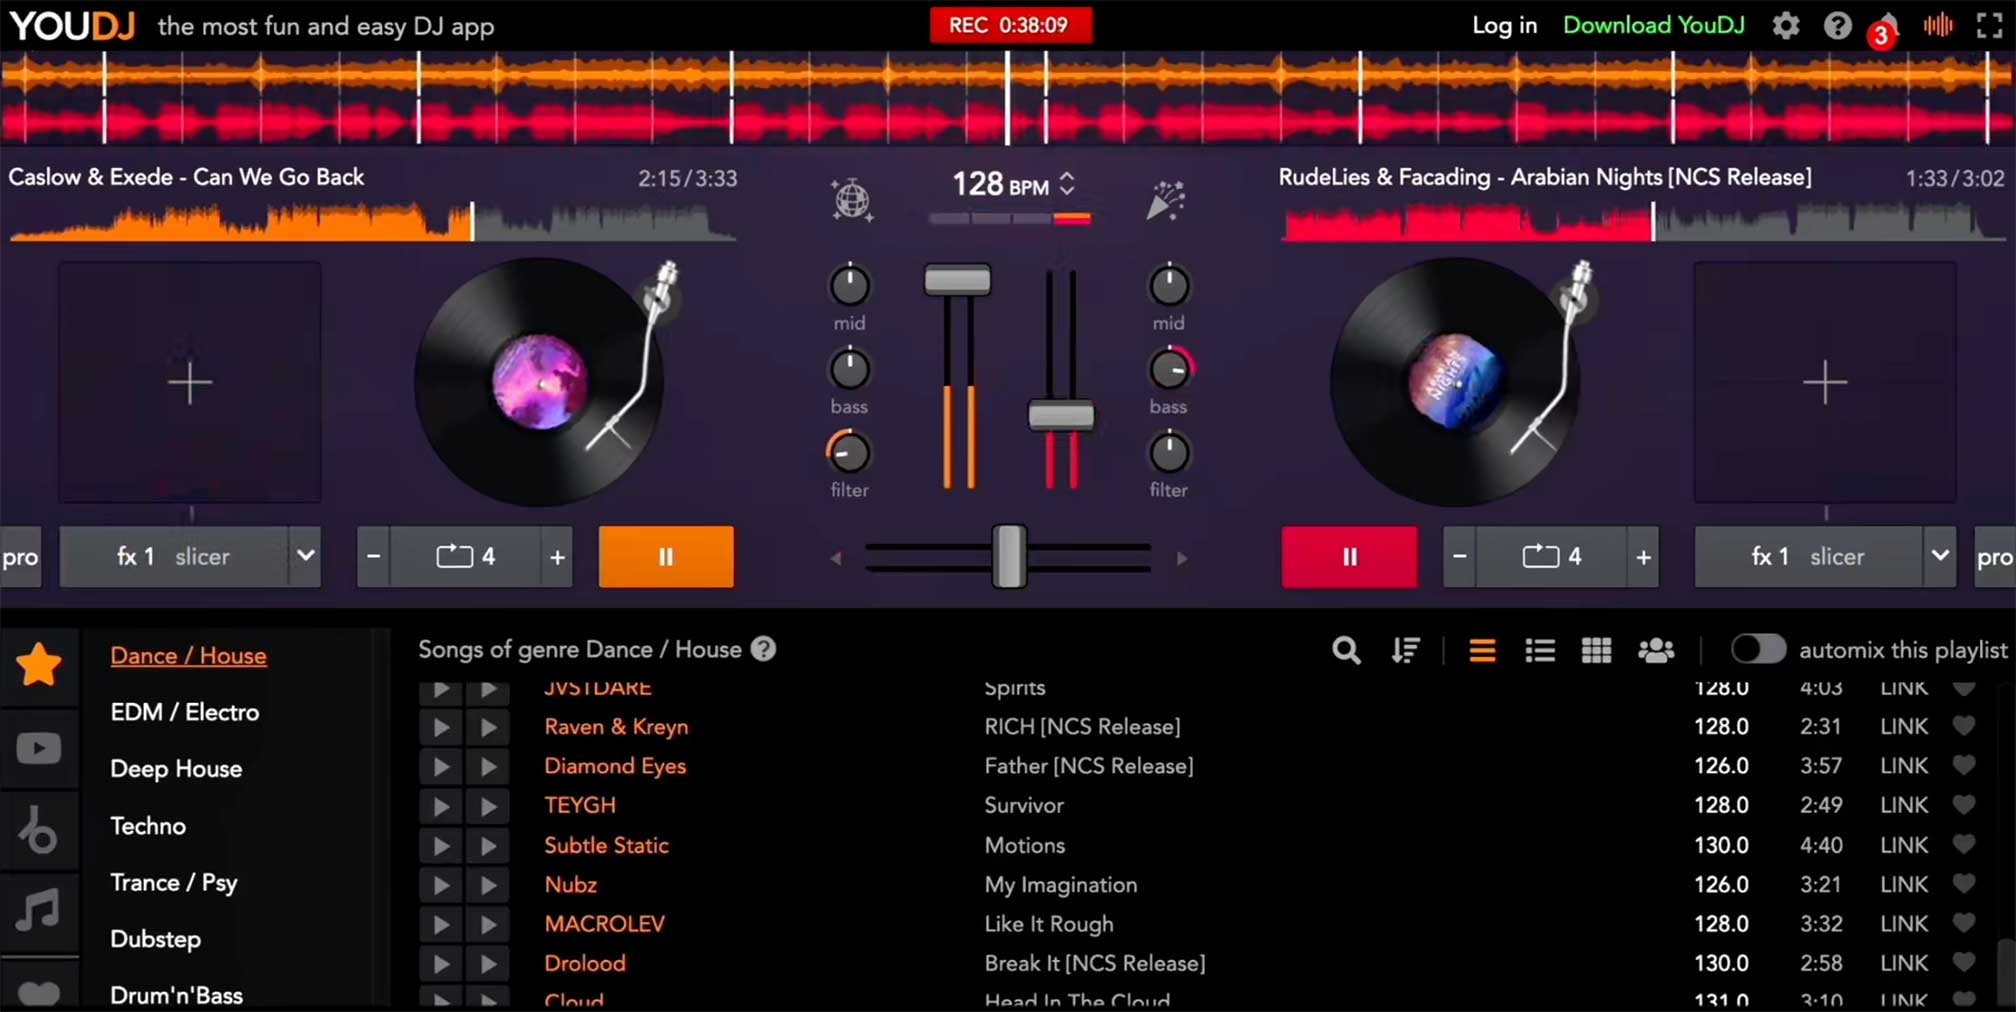 YOUDJ the most fun and easy DJ app
REC 0:38:09
Log in Download YouDJ 3
Caslow & Exede - Can We Go Back 2:15/3:33
128 BPM
RudeLies & Facading - Arabian Nights [NCS Release] 1:33/3:02
mid mid
bass bass
filter filter
ARABIAN NIGHTS
pro fx 1 slicer - 4 +
- 4 + fx 1 slicer pro
Dance / House
EDM / Electro
Deep House
Techno
Trance / Psy
Dubstep
Drum'n'Bass
Songs of genre Dance / House ?
automix this playlist
JVSTDARE Spirits 128.0 4:03 LINK
Raven & Kreyn RICH [NCS Release] 128.0 2:31 LINK
Diamond Eyes Father [NCS Release] 126.0 3:57 LINK
TEYGH Survivor 128.0 2:49 LINK
Subtle Static Motions 130.0 4:40 LINK
Nubz My Imagination 126.0 3:21 LINK
MACROLEV Like It Rough 128.0 3:32 LINK
Drolood Break It [NCS Release] 130.0 2:58 LINK
Cloud Head In The Cloud 131.0 3:10 LINK